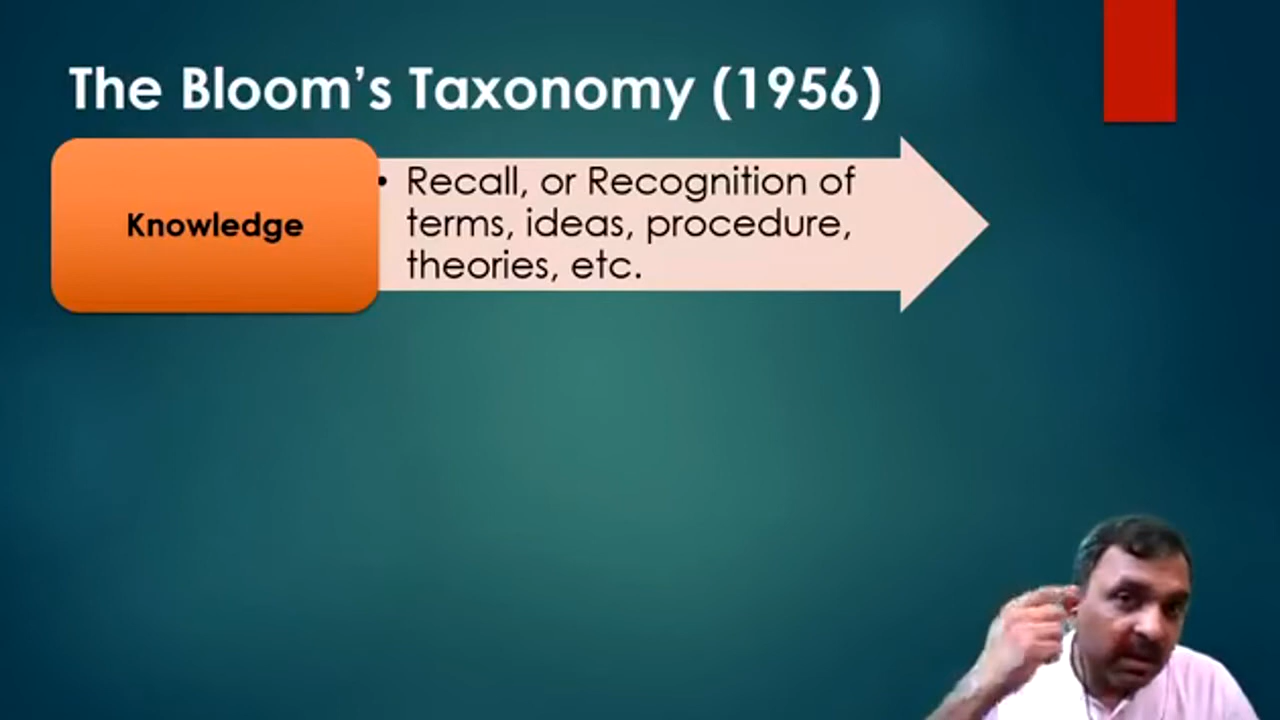 The Bloom’s Taxonomy (1956)
Knowledge
• Recall, or Recognition of
terms, ideas, procedure,
theories, etc.